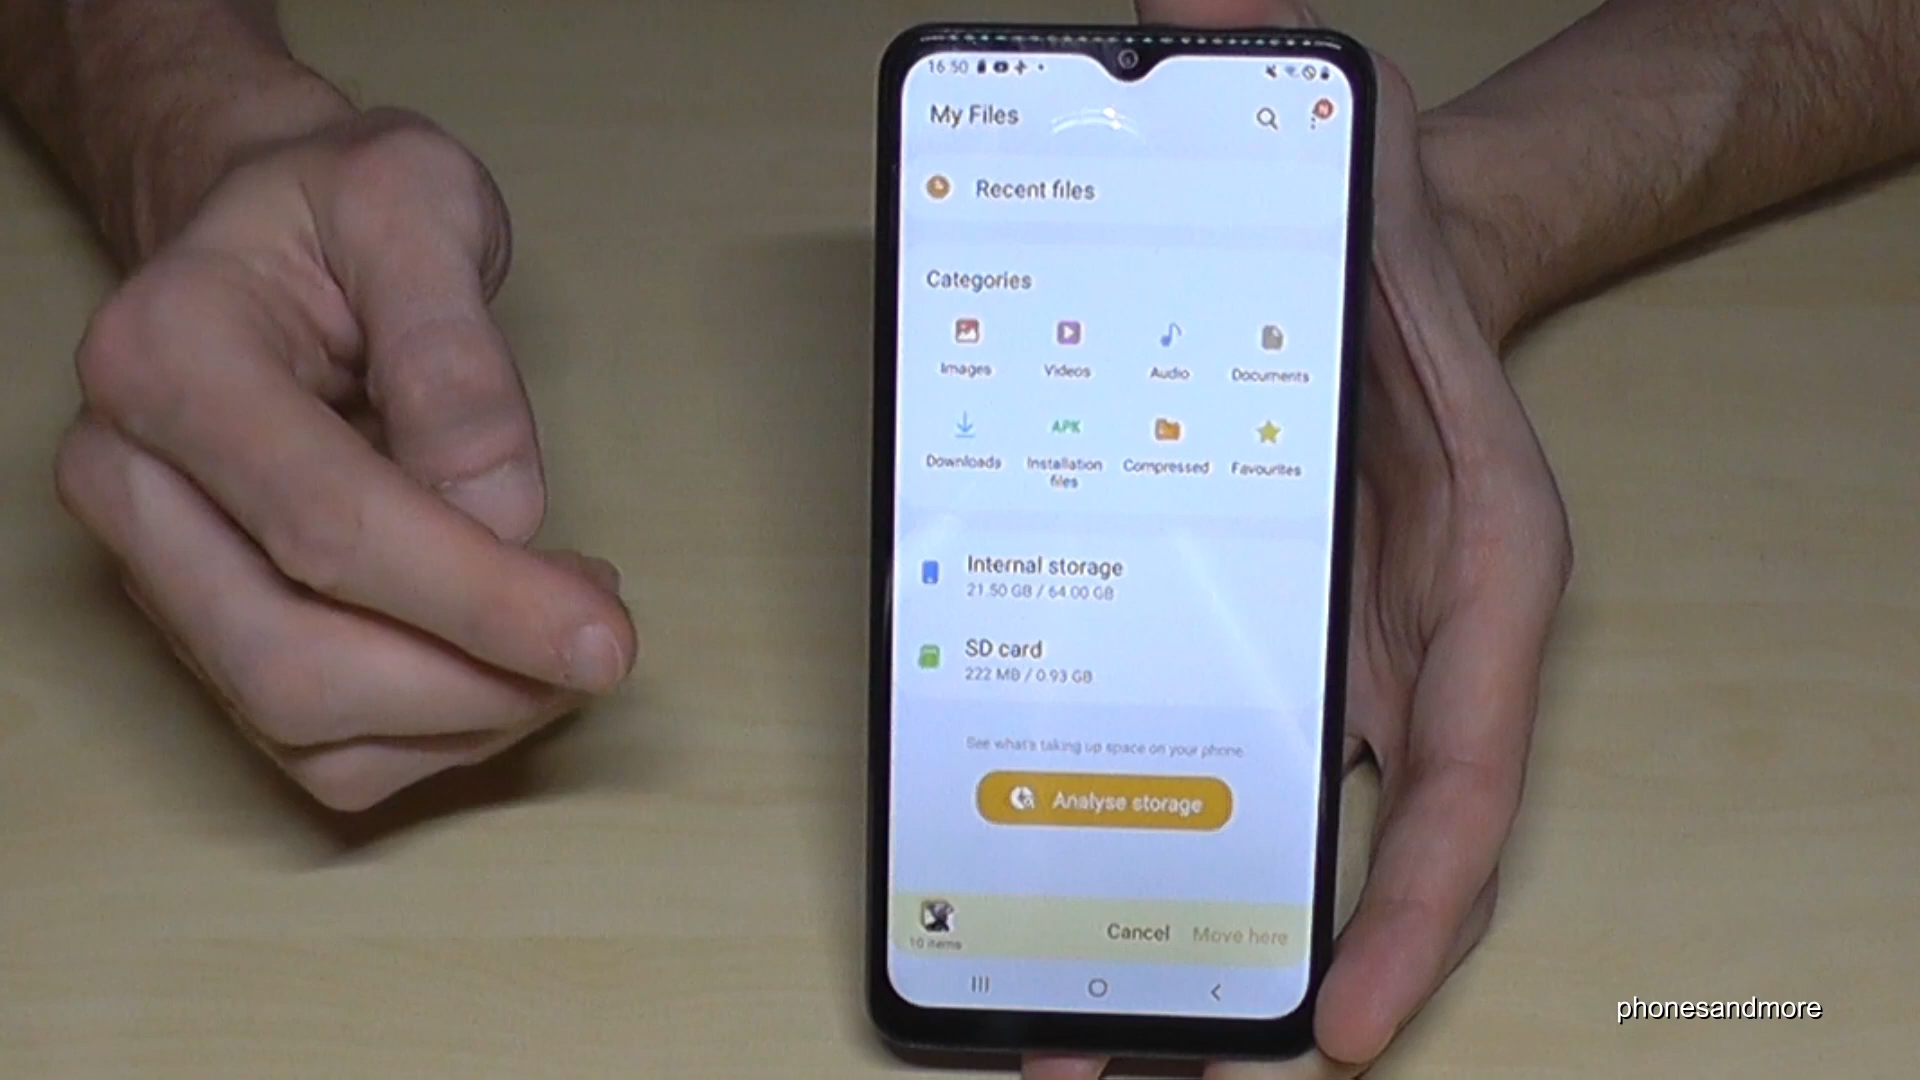 16:50
My Files
N
Recent files
Categories
Images Videos Audio Documents
APK
Downloads Installation files Compressed Favourites
Internal storage
21.50 GB / 64.00 GB
SD card
222 MB / 0.93 GB
See what's taking up space on your phone.
Analyse storage
10 items
Cancel Move here
phonesandmore